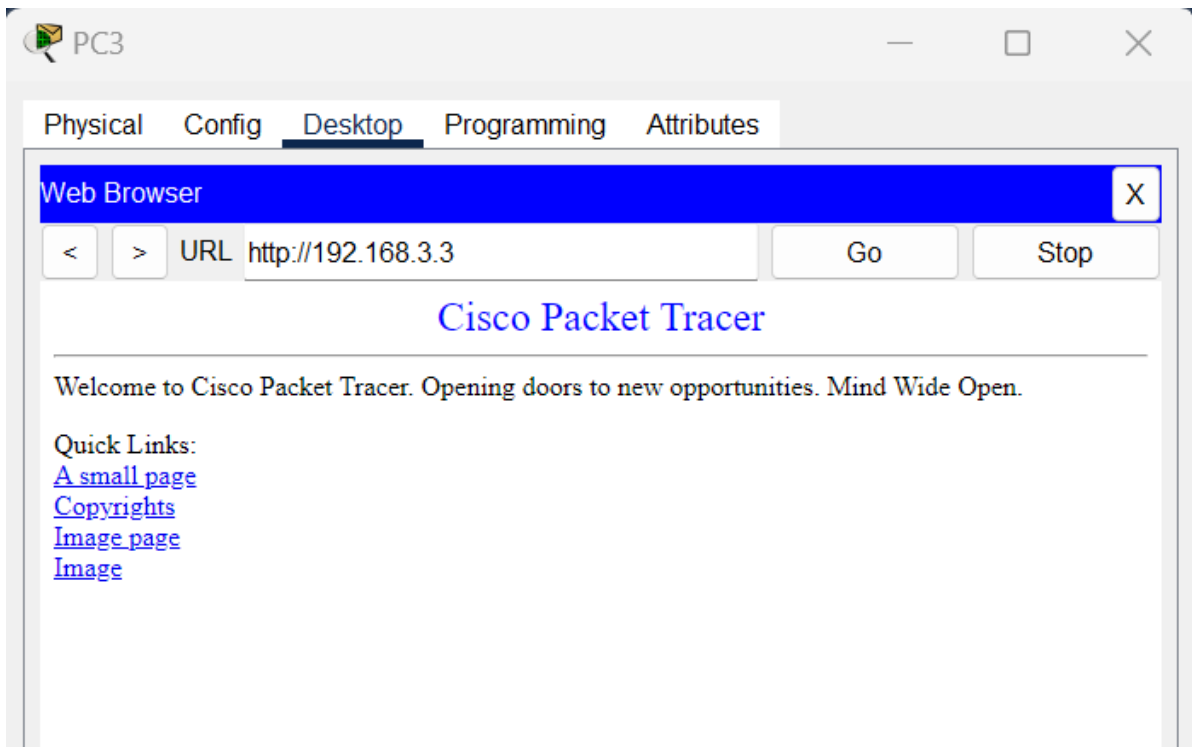 PC3
Physical Config Desktop Programming Attributes
Web Browser X
< > URL http://192.168.3.3 Go Stop
Cisco Packet Tracer
Welcome to Cisco Packet Tracer. Opening doors to new opportunities. Mind Wide Open.
Quick Links:
A small page
Copyrights
Image page
Image